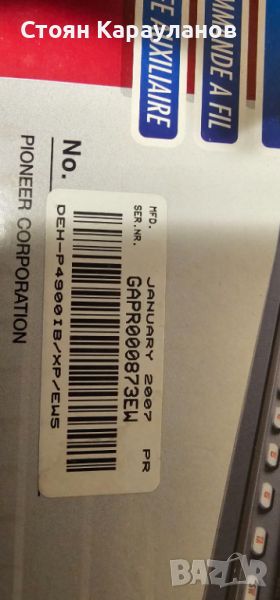 Стоян Карауланов
MMANDE A FIL
E AUXILIAIRE
No.
PIONEER CORPORATION
MFD. JANUARY 2007 PR
SER.NR. GAPR000873EW
DEH-P4900IB/XP/EW5
bazar